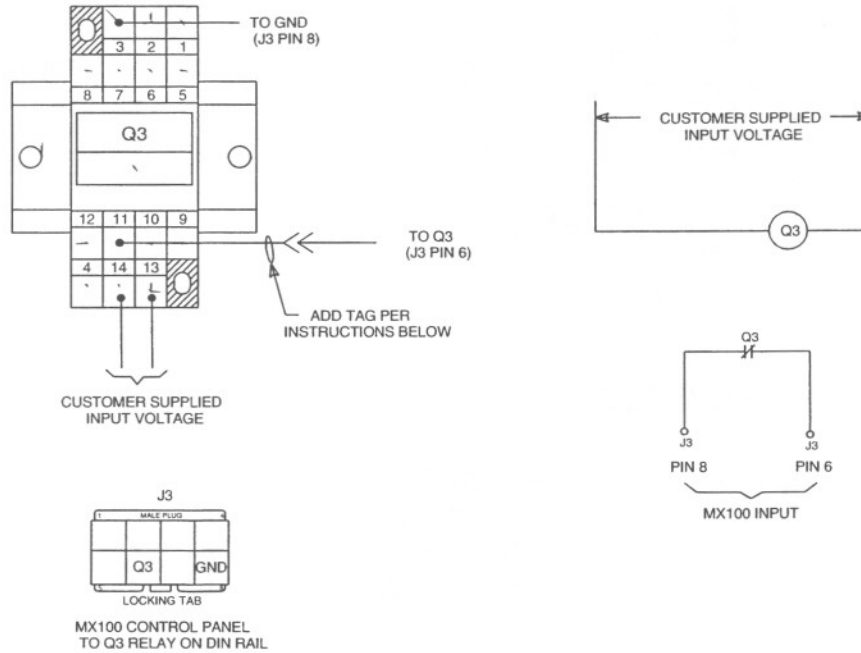 TO GND
(J3 PIN 8)
3 2 1
8 7 6 5
Q3
12 11 10 9
TO Q3
(J3 PIN 6)
4 14 13
ADD TAG PER
INSTRUCTIONS BELOW
CUSTOMER SUPPLIED
INPUT VOLTAGE
J3
1 MALE PLUG 4
Q3 GND
LOCKING TAB
MX100 CONTROL PANEL
TO Q3 RELAY ON DIN RAIL
CUSTOMER SUPPLIED
INPUT VOLTAGE
Q3
Q3
J3 J3
PIN 8 PIN 6
MX100 INPUT